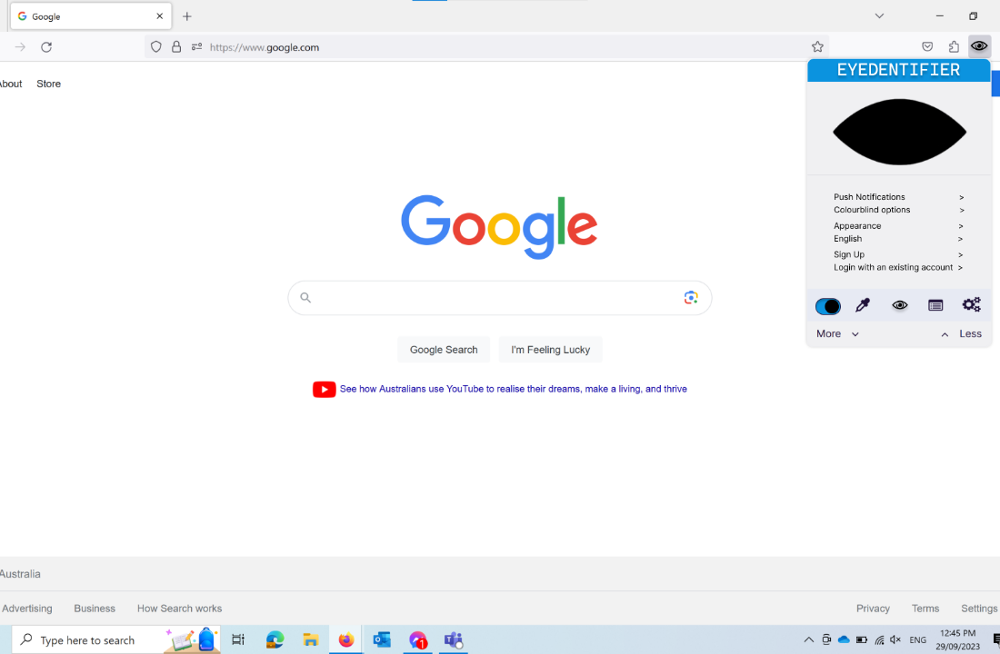 Google
https://www.google.com
About
Store
EYEDENTIFIER
Push Notifications >
Colourblind options >
Appearance >
English >
Sign Up >
Login with an existing account >
More
Less
Google
Google Search
I'm Feeling Lucky
See how Australians use YouTube to realise their dreams, make a living, and thrive
Australia
Advertising
Business
How Search works
Privacy
Terms
Settings
Type here to search
1
ENG
12:45 PM
29/09/2023